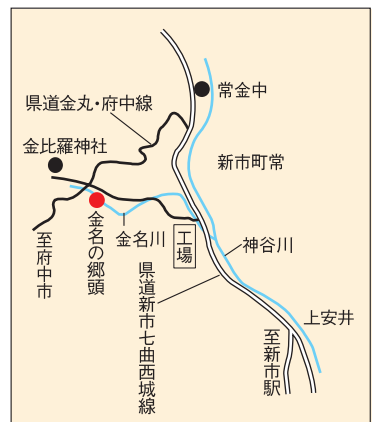 常金中
県道金丸・府中線
金比羅神社
新市町常
金名の郷頭
金名川
工場
神谷川
至府中市
県道新市七曲西城線
上安井
至新市駅